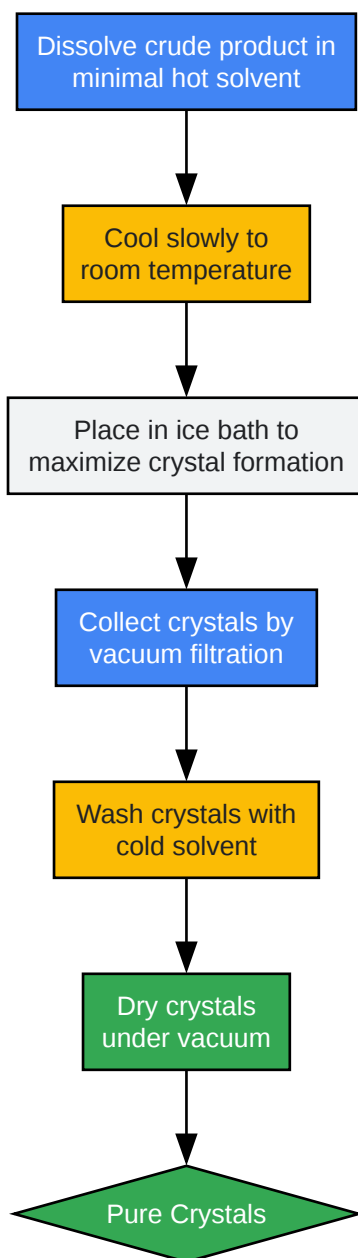 Dissolve crude product in
minimal hot solvent
Cool slowly to
room temperature
Place in ice bath to
maximize crystal formation
Collect crystals by
vacuum filtration
Wash crystals with
cold solvent
Dry crystals
under vacuum
Pure Crystals